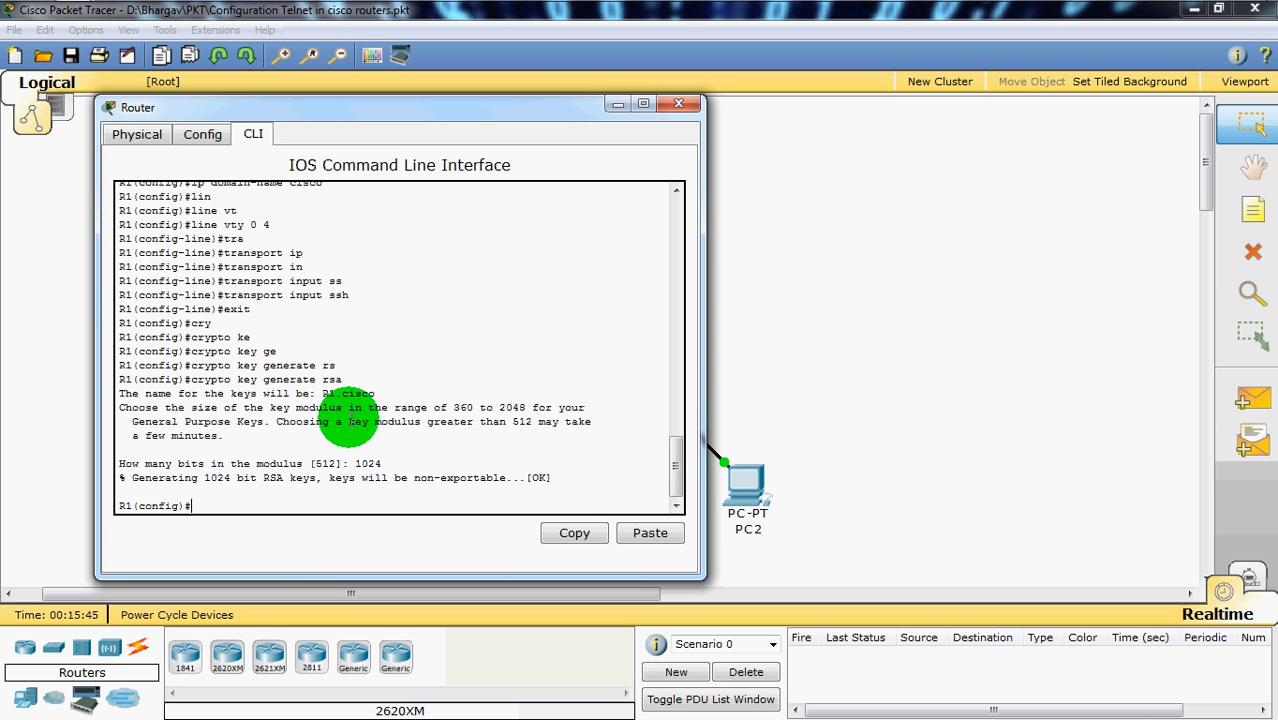 Cisco Packet Tracer - D:\Bhargav\PKT\Configuration Telnet in cisco routers.pkt
File Edit Options View Tools Extensions Help
Logical [Root] New Cluster Move Object Set Tiled Background Viewport
Router
Physical Config CLI
IOS Command Line Interface
R1(config)#ip domain-name cisco
R1(config)#lin
R1(config)#line vt
R1(config)#line vty 0 4
R1(config-line)#tra
R1(config-line)#transport ip
R1(config-line)#transport in
R1(config-line)#transport input ss
R1(config-line)#transport input ssh
R1(config-line)#exit
R1(config)#cry
R1(config)#crypto ke
R1(config)#crypto key ge
R1(config)#crypto key generate rs
R1(config)#crypto key generate rsa
The name for the keys will be: R1.cisco
Choose the size of the key modulus in the range of 360 to 2048 for your
General Purpose Keys. Choosing a key modulus greater than 512 may take
a few minutes.
How many bits in the modulus [512]: 1024
% Generating 1024 bit RSA keys, keys will be non-exportable...[OK]
R1(config)#
Copy Paste
PC-PT
PC2
Time: 00:15:45 Power Cycle Devices Realtime
Routers
1841 2620XM 2621XM 2811 Generic Generic
2620XM
Scenario 0
New Delete
Toggle PDU List Window
Fire Last Status Source Destination Type Color Time (sec) Periodic Num